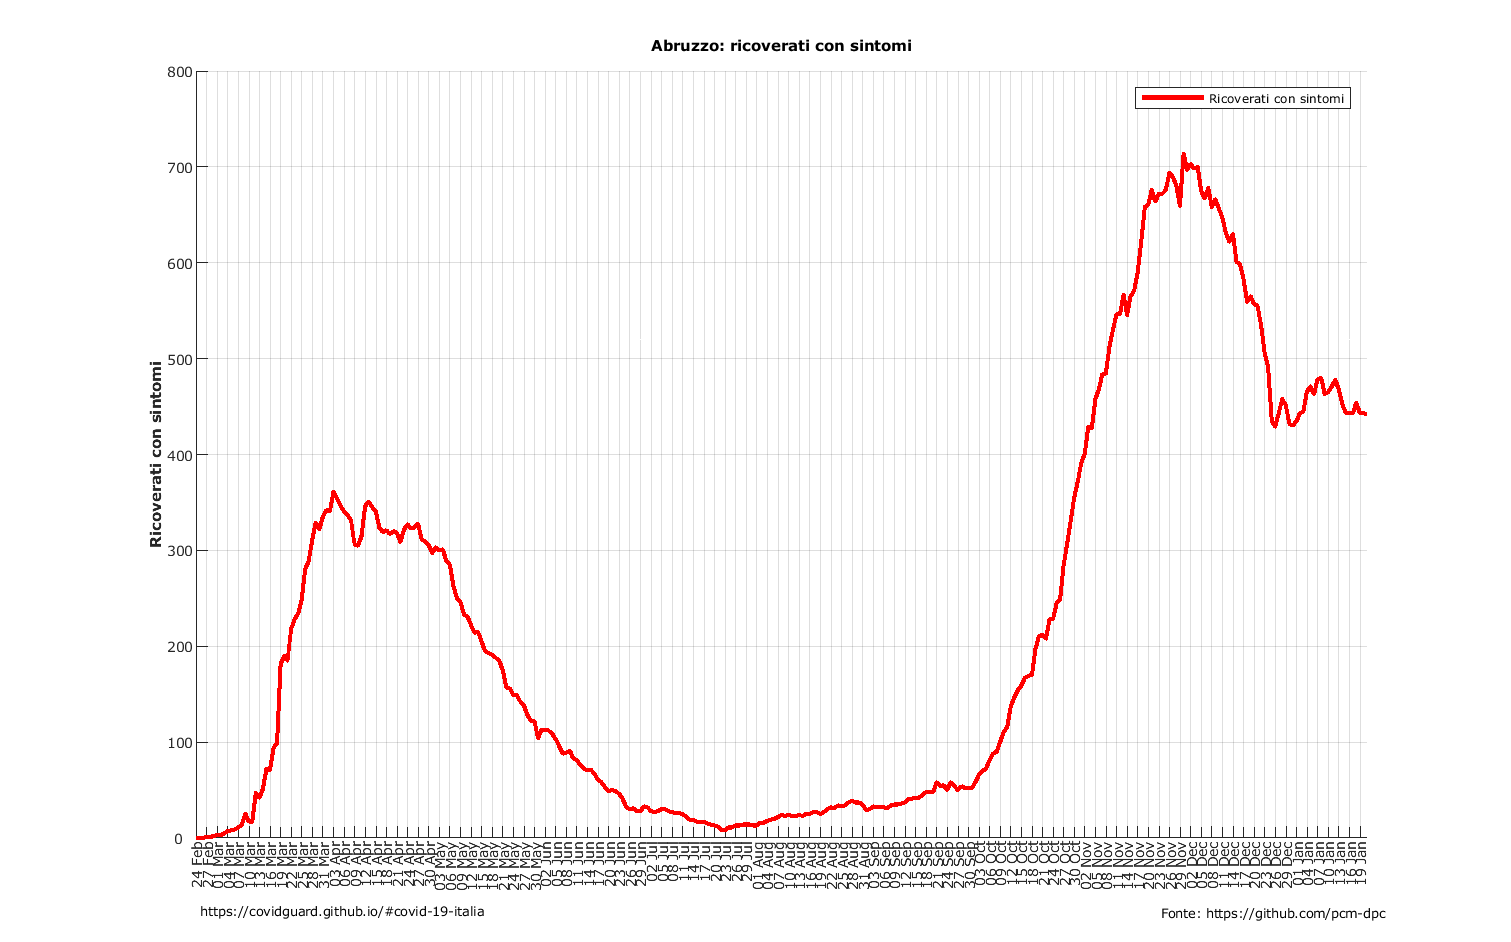 Abruzzo: ricoverati con sintomi
Ricoverati con sintomi
Ricoverati con sintomi
800
700
600
500
400
300
200
100
0
24 Feb
27 Feb
01 Mar
04 Mar
07 Mar
10 Mar
13 Mar
16 Mar
19 Mar
22 Mar
25 Mar
28 Mar
31 Mar
03 Apr
06 Apr
09 Apr
12 Apr
15 Apr
18 Apr
21 Apr
24 Apr
27 Apr
30 Apr
03 May
06 May
09 May
12 May
15 May
18 May
21 May
24 May
27 May
30 May
02 Jun
05 Jun
08 Jun
11 Jun
14 Jun
17 Jun
20 Jun
23 Jun
26 Jun
29 Jun
02 Jul
05 Jul
08 Jul
11 Jul
14 Jul
17 Jul
20 Jul
23 Jul
26 Jul
29 Jul
01 Aug
04 Aug
07 Aug
10 Aug
13 Aug
16 Aug
19 Aug
22 Aug
25 Aug
28 Aug
31 Aug
03 Sep
06 Sep
09 Sep
12 Sep
15 Sep
18 Sep
21 Sep
24 Sep
27 Sep
30 Sep
03 Oct
06 Oct
09 Oct
12 Oct
15 Oct
18 Oct
21 Oct
24 Oct
27 Oct
30 Oct
02 Nov
05 Nov
08 Nov
11 Nov
14 Nov
17 Nov
20 Nov
23 Nov
26 Nov
29 Nov
02 Dec
05 Dec
08 Dec
11 Dec
14 Dec
17 Dec
20 Dec
23 Dec
26 Dec
29 Dec
01 Jan
04 Jan
07 Jan
10 Jan
13 Jan
16 Jan
19 Jan
https://covidguard.github.io/#covid-19-italia
Fonte: https://github.com/pcm-dpc